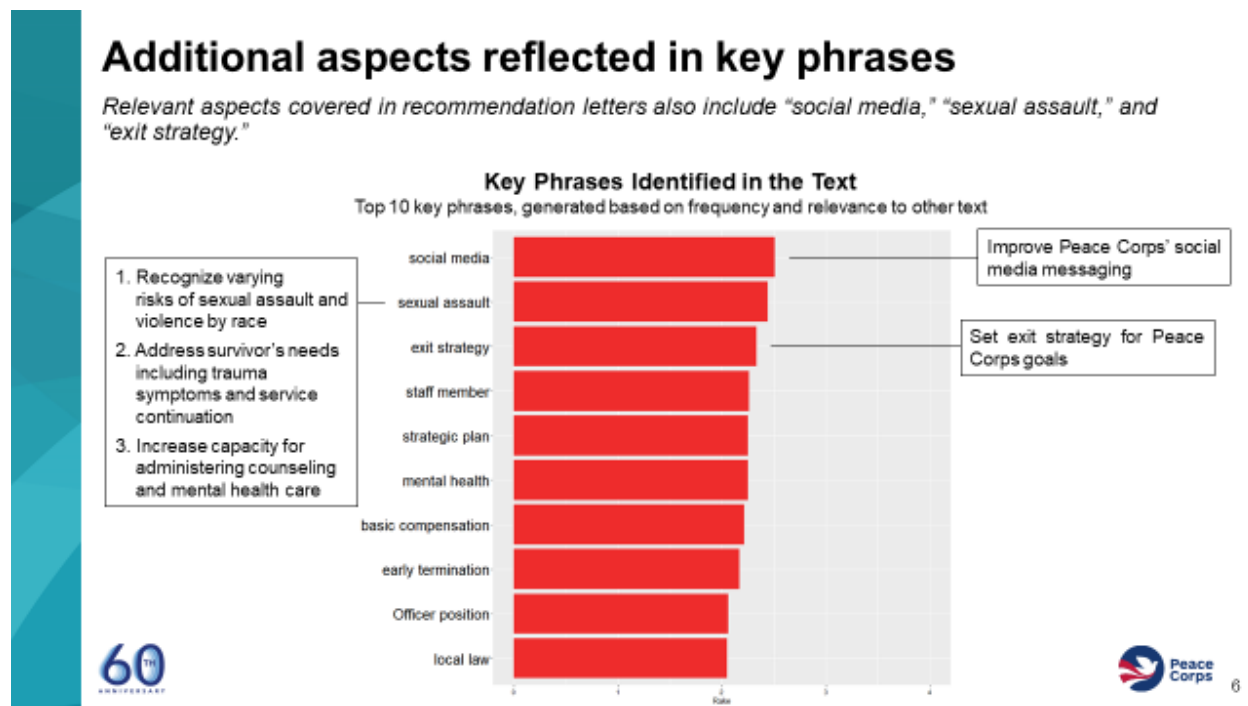 Additional aspects reflected in key phrases
Relevant aspects covered in recommendation letters also include “social media,” “sexual assault,” and
“exit strategy.”
Key Phrases Identified in the Text
Top 10 key phrases, generated based on frequency and relevance to other text
1. Recognize varying
risks of sexual assault and
violence by race
2. Address survivor’s needs
including trauma
symptoms and service
continuation
3. Increase capacity for
administering counseling
and mental health care
social media
sexual assault
exit strategy
staff member
strategic plan
mental health
basic compensation
early termination
Officer position
local law
Improve Peace Corps’ social
media messaging
Set exit strategy for Peace
Corps goals
0 1 2 3 4
Rate
60TH
ANNIVERSARY
Peace
Corps
6